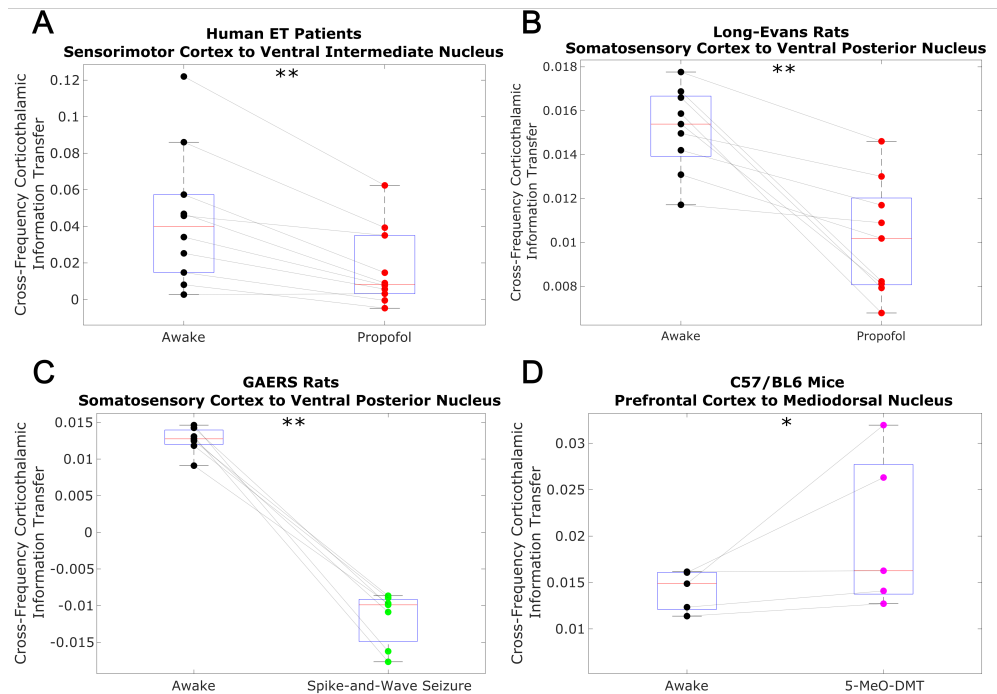 A
Human ET Patients
Sensorimotor Cortex to Ventral Intermediate Nucleus
**
Cross-Frequency Corticothalamic
Information Transfer
0.12
0.1
0.08
0.06
0.04
0.02
0
Awake
Propofol
B
Long-Evans Rats
Somatosensory Cortex to Ventral Posterior Nucleus
**
Cross-Frequency Corticothalamic
Information Transfer
0.018
0.016
0.014
0.012
0.01
0.008
Awake
Propofol
C
GAERS Rats
Somatosensory Cortex to Ventral Posterior Nucleus
**
Cross-Frequency Corticothalamic
Information Transfer
0.015
0.01
0.005
0
-0.005
-0.01
-0.015
Awake
Spike-and-Wave Seizure
D
C57/BL6 Mice
Prefrontal Cortex to Mediodorsal Nucleus
*
Cross-Frequency Corticothalamic
Information Transfer
0.03
0.025
0.02
0.015
0.01
Awake
5-MeO-DMT